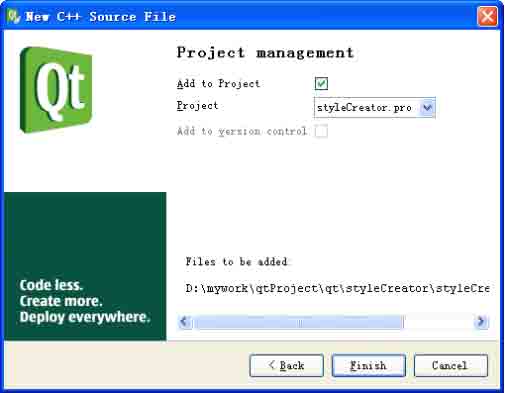 New C++ Source File
Qt
Project management
Add to Project
Project styleCreator.pro
Add to version control
Files to be added:
D:\mywork\qtProject\qt\styleCreator\styleCre
Code less.
Create more.
Deploy everywhere.
< Back Finish Cancel